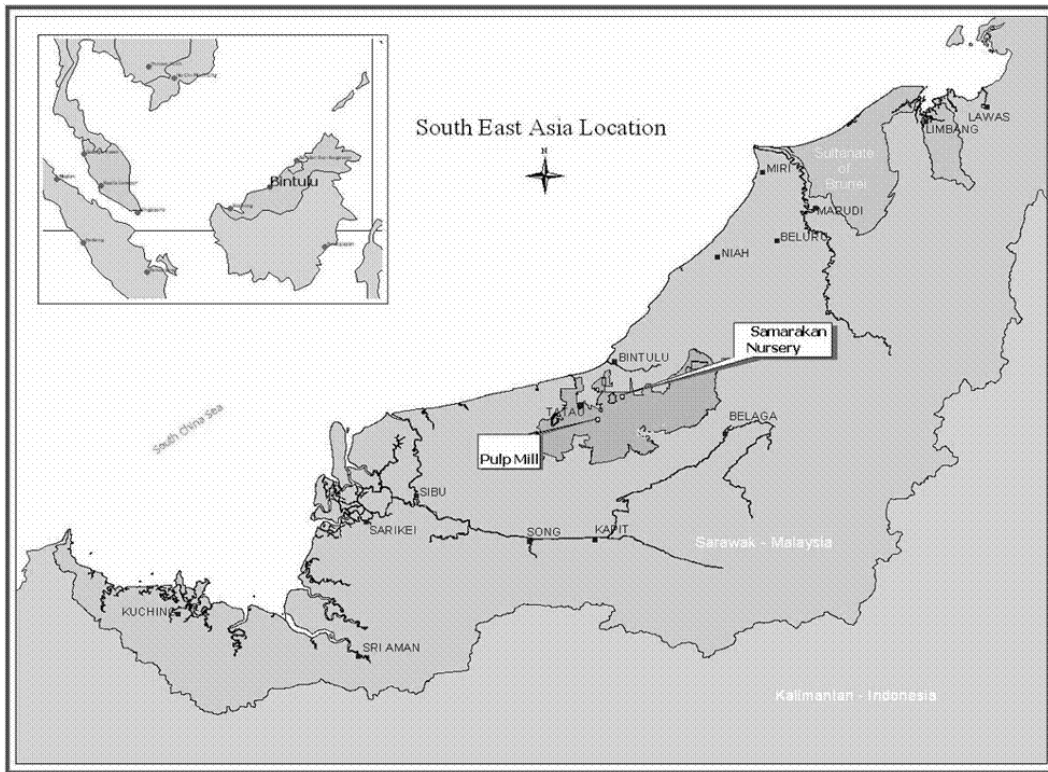 South East Asia Location
N
Bintulu
Singapore
LAWAS
LIMBANG
Sultanate
of
Brunei
MIRI
MARUDI
BELURU
NIAH
Samarakan
Nursery
BINTULU
TATAU
BELAGA
Pulp Mill
South China Sea
SIBU
SARIKEI
SONG
KAPIT
Sarawak - Malaysia
KUCHING
SRI AMAN
Kalimantan - Indonesia